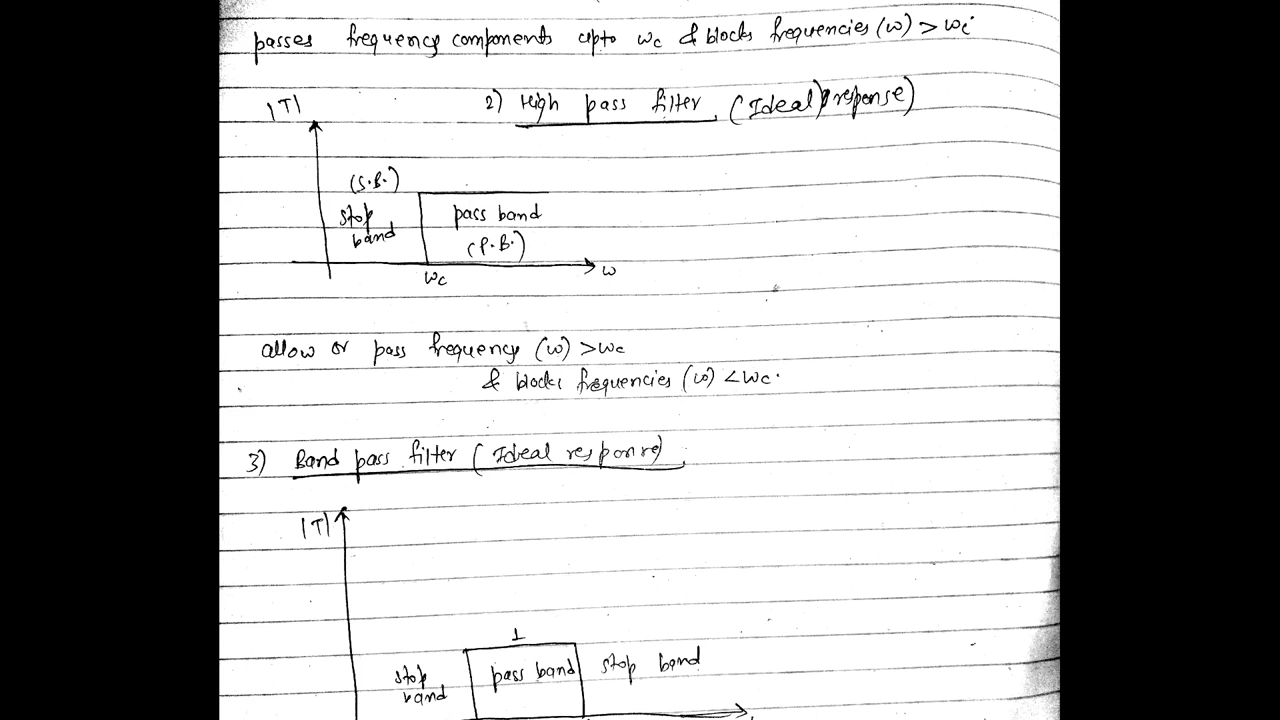 passes frequency components upto wc & blocks frequencies (w) > wc
2) High pass filter (Ideal response)
|T|
(S.B.)
stop
band
pass band
(P.B.)
wc
w
allow or pass frequency (w) > wc
& blocks frequencies (w) < wc.
3) Band pass filter (Ideal response)
|T|
1
stop
band
pass band
stop band